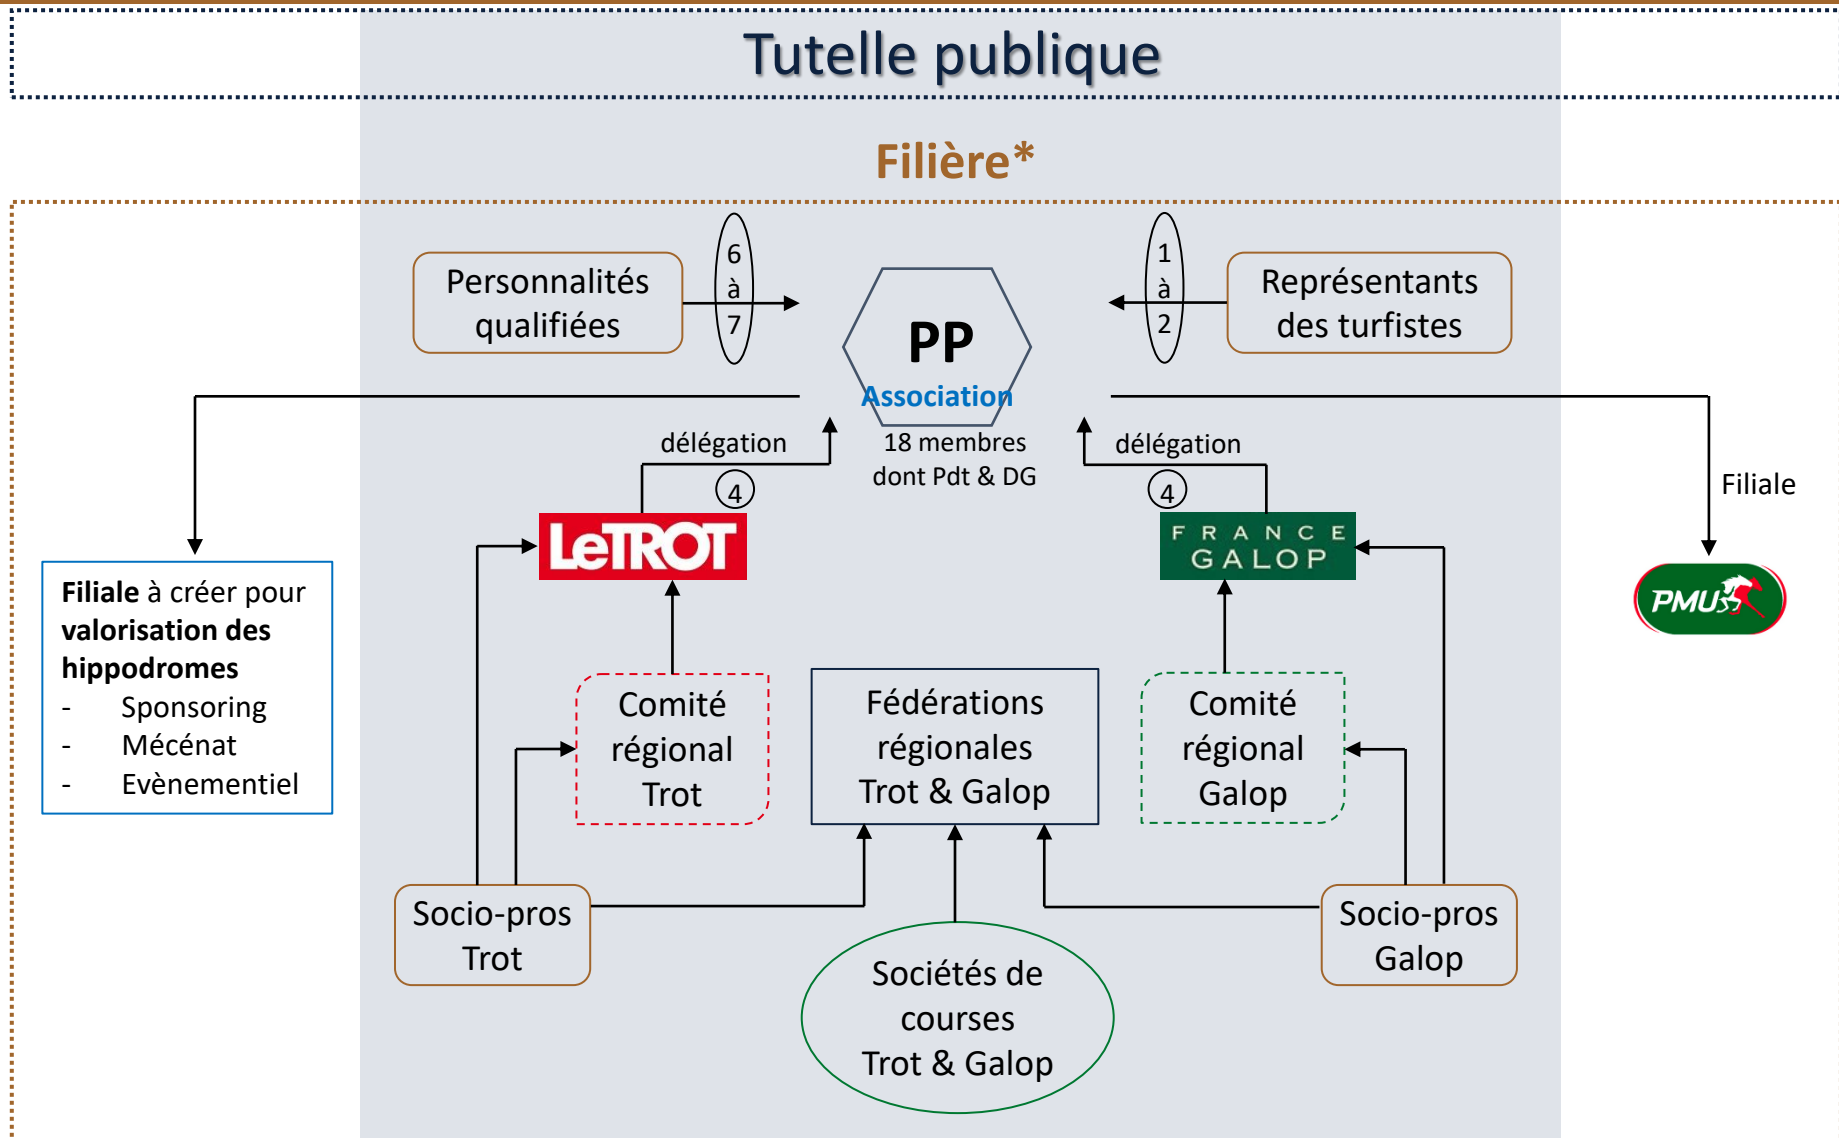 Tutelle publique
Filière*
Personnalités
qualifiées
6
à
7
PP
Association
18 membres
dont Pdt & DG
1
à
2
Représentants
des turfistes
délégation
4
délégation
4
Filiale
LeTROT
FRANCE
GALOP
PMU
Filiale à créer pour
valorisation des
hippodromes
- Sponsoring
- Mécénat
- Evènementiel
Comité
régional
Trot
Fédérations
régionales
Trot & Galop
Comité
régional
Galop
Socio-pros
Trot
Sociétés de
courses
Trot & Galop
Socio-pros
Galop